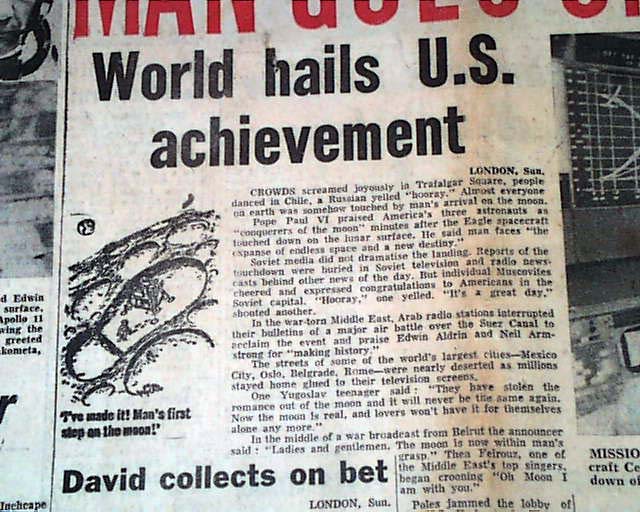 MAN GOES
World hails U.S.
achievement
LONDON, Sun.
CROWDS screamed joyously in Trafalgar Square, people
danced in Chile, a Russian yelled "hooray." Almost everyone
on earth was somehow touched by man's arrival on the moon.
Pope Paul VI praised America's three astronauts as
"conquerors of the moon" minutes after the Eagle spacecraft
touched down on the lunar surface. He said man faces "the
expanse of endless space and a new destiny."
Soviet media did not dramatise the landing. Reports of the
touchdown were buried in Soviet television and radio news-
casts behind other news of the day. But individual Muscovites
cheered and expressed congratulations to Americans in the
Soviet capital. "Hooray," one yelled. "It's a great day,"
shouted another.
In the war-torn Middle East, Arab radio stations interrupted
their bulletins of a major air battle over the Suez Canal to
acclaim the event and praise Edwin Aldrin and Neil Arm-
strong for "making history."
The streets of some of the world's largest cities—Mexico
City, Oslo, Belgrade, Rome—were nearly deserted as millions
stayed home glued to their television screens.
One Yugoslav teenager said: "They have stolen the
romance out of the moon and it will never be the same again.
Now the moon is real, and lovers won't have it for themselves
alone any more."
In the middle of a war broadcast from Beirut the announcer
said: "Ladies and gentlemen. The moon is now within man's
grasp." Thea Feirouz, one of
the Middle East's top singers,
began crooning "Oh Moon I
am with you."
Poles jammed the lobby of
'I've made it! Man's first
step on the moon!'
David collects on bet
LONDON, Sun.
d Edwin
surface.
Apollo 11
wing the
greeted
skometa,
r
Incheape
MISSIO
craft Ce
down of